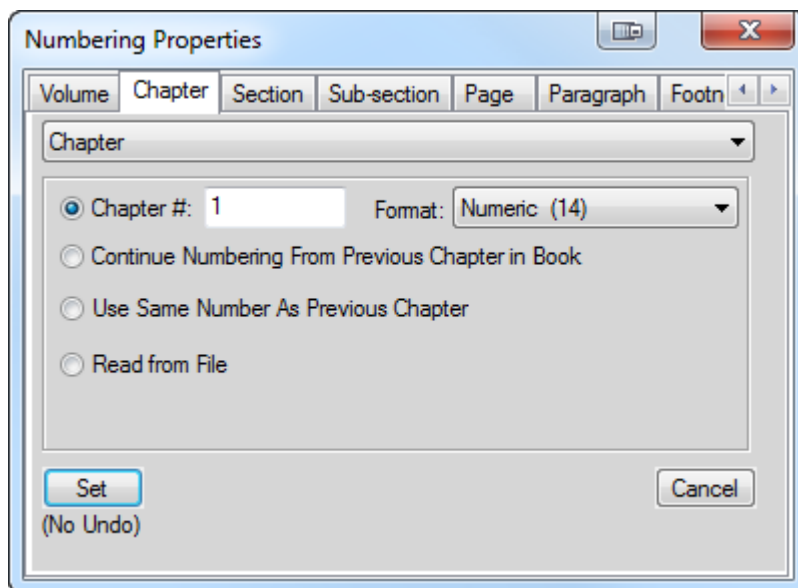 Numbering Properties
Volume Chapter Section Sub-section Page Paragraph Footn
Chapter
Chapter #: 1 Format: Numeric (14)
Continue Numbering From Previous Chapter in Book
Use Same Number As Previous Chapter
Read from File
Set Cancel
(No Undo)